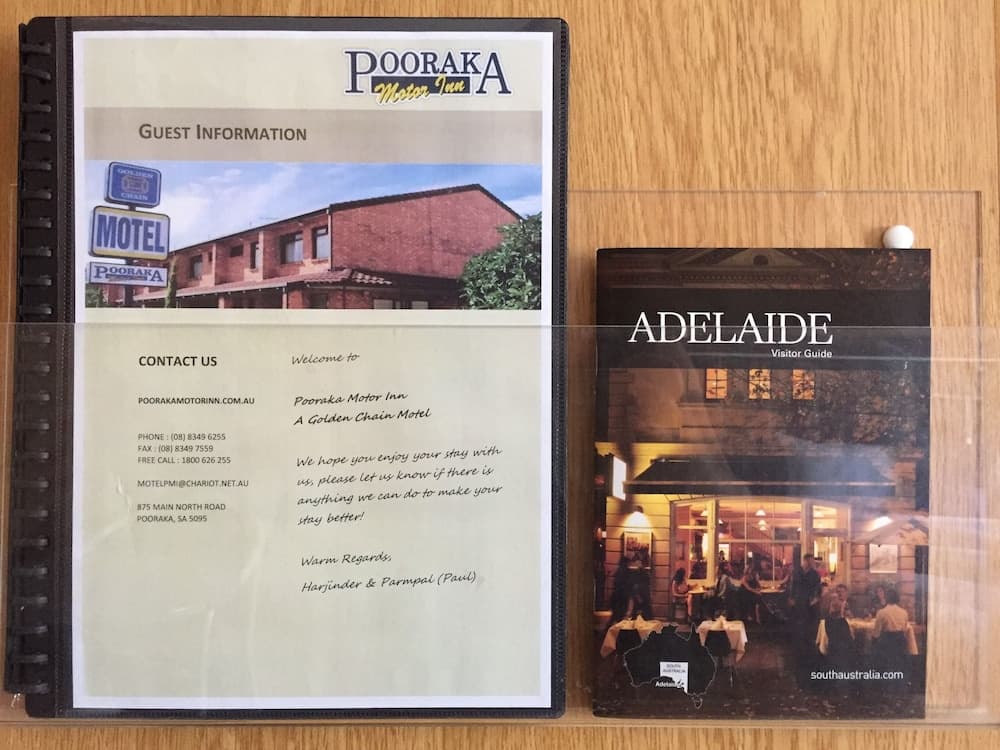 POORAKA
Motor Inn
GUEST INFORMATION
GOLDEN
CHAIN
MOTEL
POORAKA
CONTACT US
POORAKAMOTORINN.COM.AU
PHONE : (08) 8349 6255
FAX : (08) 8349 7559
FREE CALL : 1800 626 255
MOTELPMI@CHARIOT.NET.AU
875 MAIN NORTH ROAD
POORAKA, SA 5095
Welcome to
Pooraka Motor Inn
A Golden Chain Motel
We hope you enjoy your stay with
us, please let us know if there is
anything we can do to make your
stay better!
Warm Regards,
Harjinder & Parmpal (Paul)
ADELAIDE
Visitor Guide
SOUTH
AUSTRALIA
Adelaide
southaustralia.com